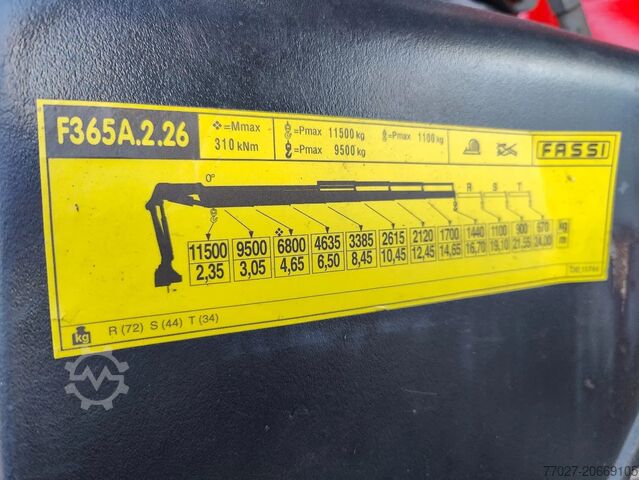 F365A.2.26
=Mmax
310 kNm
=Pmax 11500 kg
=Pmax 9500 kg
=Pmax 1100 kg
FASSI
0°
R S T
11500 9500 6800 4635 3385 2615 2120 1700 1440 1100 900 670 kg
2,35 3,05 4,65 6,50 8,45 10,45 12,45 14,65 16,70 19,10 21,55 24,00 m
kg R (72) S (44) T (34)
77027-20669105